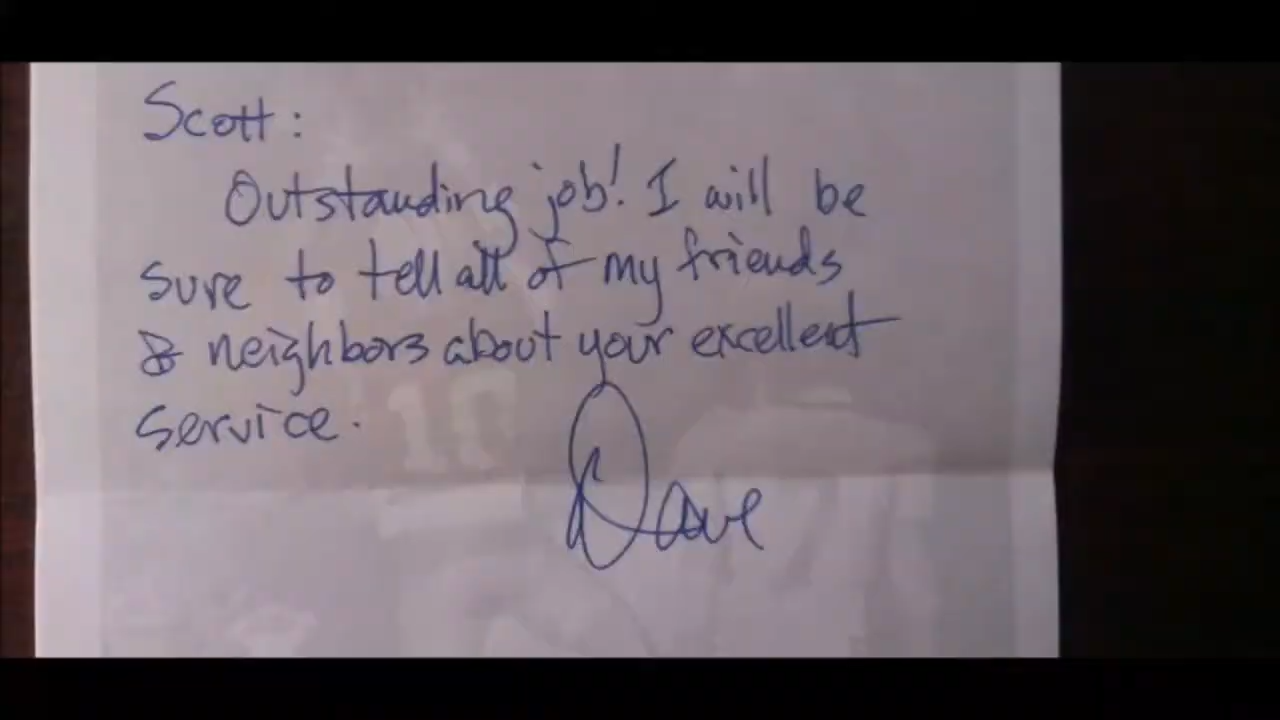 Scott:
Outstanding job! I will be
sure to tell all of my friends
& neighbors about your excellent
service.
Dave